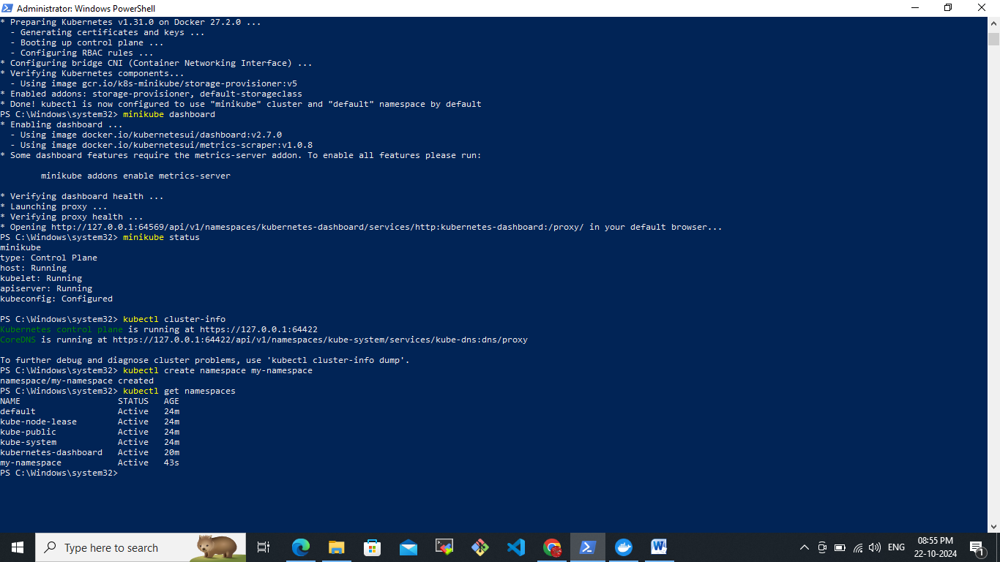 Administrator: Windows PowerShell
* Preparing Kubernetes v1.31.0 on Docker 27.2.0 ...
  - Generating certificates and keys ...
  - Booting up control plane ...
  - Configuring RBAC rules ...
* Configuring bridge CNI (Container Networking Interface) ...
* Verifying Kubernetes components...
  - Using image gcr.io/k8s-minikube/storage-provisioner:v5
* Enabled addons: storage-provisioner, default-storageclass
* Done! kubectl is now configured to use "minikube" cluster and "default" namespace by default
PS C:\Windows\system32> minikube dashboard
* Enabling dashboard ...
  - Using image docker.io/kubernetesui/dashboard:v2.7.0
  - Using image docker.io/kubernetesui/metrics-scraper:v1.0.8
* Some dashboard features require the metrics-server addon. To enable all features please run:
        minikube addons enable metrics-server
* Verifying dashboard health ...
* Launching proxy ...
* Verifying proxy health ...
* Opening http://127.0.0.1:64569/api/v1/namespaces/kubernetes-dashboard/services/http:kubernetes-dashboard:/proxy/ in your default browser...
PS C:\Windows\system32> minikube status
minikube
type: Control Plane
host: Running
kubelet: Running
apiserver: Running
kubeconfig: Configured
PS C:\Windows\system32> kubectl cluster-info
Kubernetes control plane is running at https://127.0.0.1:64422
CoreDNS is running at https://127.0.0.1:64422/api/v1/namespaces/kube-system/services/kube-dns:dns/proxy
To further debug and diagnose cluster problems, use 'kubectl cluster-info dump'.
PS C:\Windows\system32> kubectl create namespace my-namespace
namespace/my-namespace created
PS C:\Windows\system32> kubectl get namespaces
NAME                   STATUS   AGE
default                Active   24m
kube-node-lease        Active   24m
kube-public            Active   24m
kube-system            Active   24m
kubernetes-dashboard   Active   20m
my-namespace           Active   43s
PS C:\Windows\system32>
Type here to search
ENG
08:55 PM
22-10-2024
1